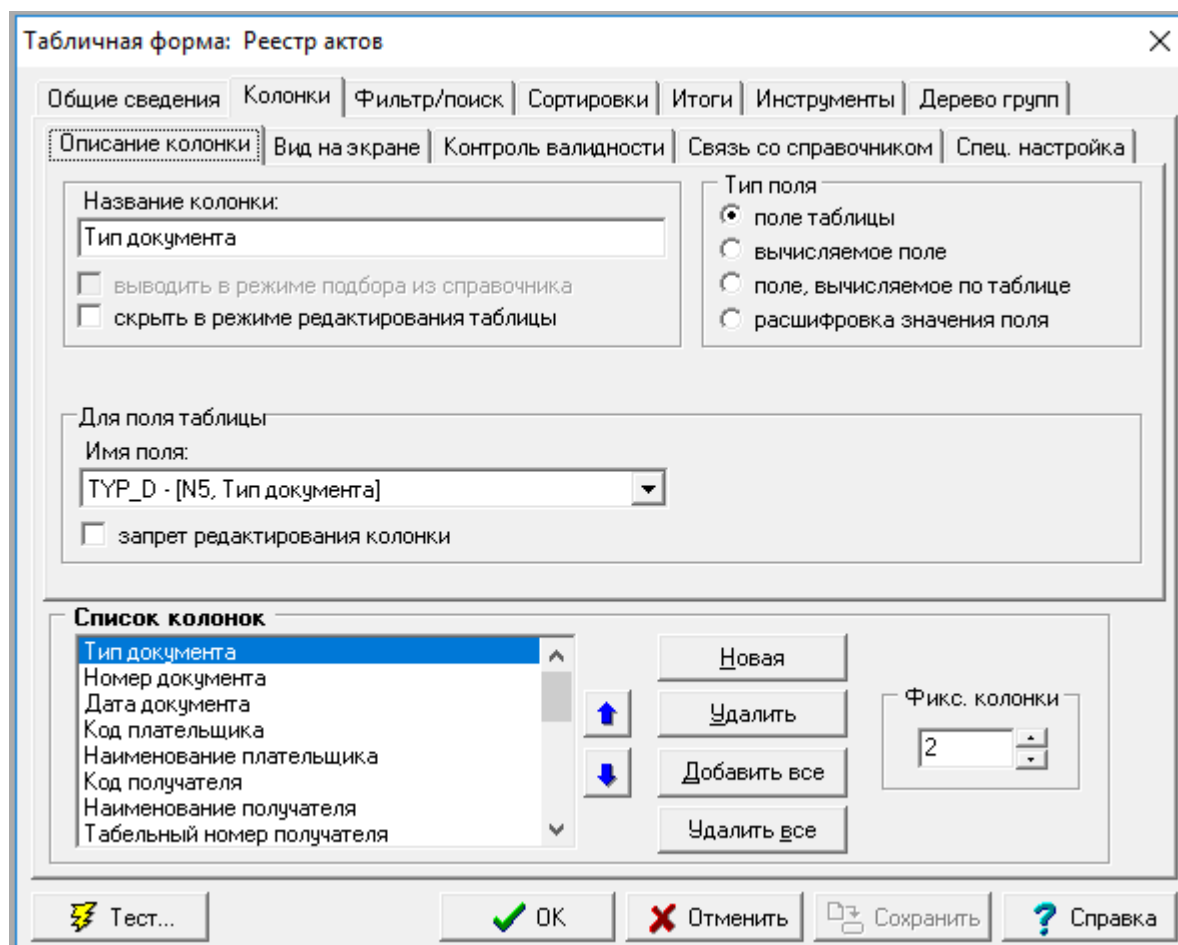 Табличная форма: Реестр актов
Общие сведения Колонки Фильтр/поиск Сортировки Итоги Инструменты Дерево групп
Описание колонки Вид на экране Контроль валидности Связь со справочником Спец. настройка
Название колонки:
Тип документа
выводить в режиме подбора из справочника
скрыть в режиме редактирования таблицы
Тип поля
поле таблицы
вычисляемое поле
поле, вычисляемое по таблице
расшифровка значения поля
Для поля таблицы
Имя поля:
TYP_D - [N5, Тип документа]
запрет редактирования колонки
Список колонок
Тип документа
Номер документа
Дата документа
Код плательщика
Наименование плательщика
Код получателя
Наименование получателя
Табельный номер получателя
Новая
Удалить
Добавить все
Удалить все
Фикс. колонки
2
Тест... OK Отменить Сохранить Справка